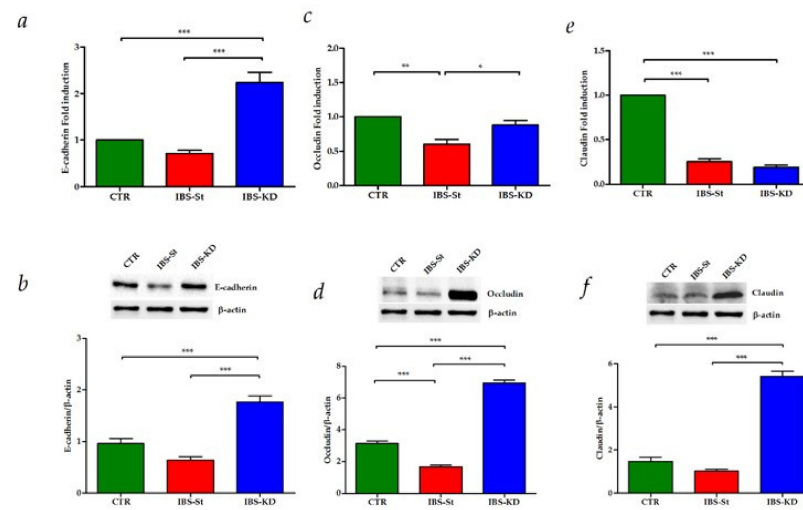 a
***
***
E-cadherin Fold induction
3
2
1
0
CTR
IBS-St
IBS-KD
c
**
*
Occludin Fold induction
2.0
1.5
1.0
0.5
0.0
CTR
IBS-St
IBS-KD
e
***
***
Claudin Fold induction
1.5
1.0
0.5
0.0
CTR
IBS-St
IBS-KD
b
CTR
IBS-St
IBS-KD
E-cadherin
β-actin
***
***
E-cadherin/β-actin
3
2
1
0
CTR
IBS-St
IBS-KD
d
CTR
IBS-St
IBS-KD
Occludin
β-actin
***
***
***
Occludin/β-actin
8
6
4
2
0
CTR
IBS-St
IBS-KD
f
CTR
IBS-St
IBS-KD
Claudin
β-actin
***
***
Claudin/β-actin
6
4
2
0
CTR
IBS-St
IBS-KD